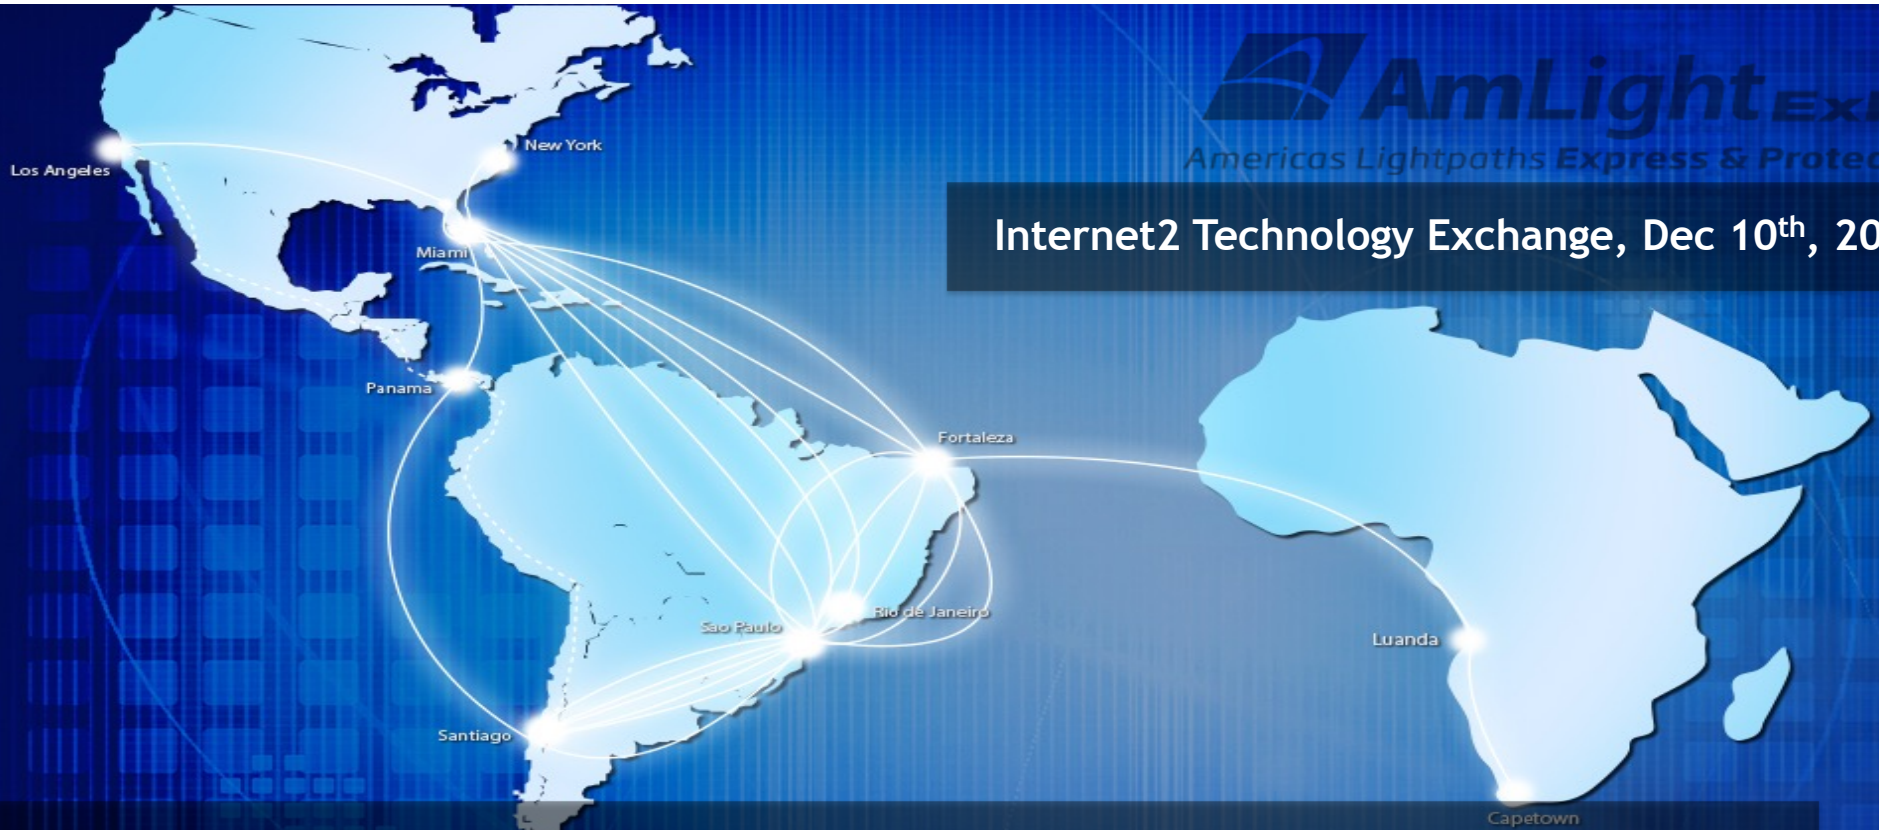 AmLight Ex
Americas Lightpaths Express & Protec
Internet2 Technology Exchange, Dec 10th, 20
New York
Los Angeles
Miami
Panama
Fortaleza
Rio de Janeiro
Sao Paulo
Luanda
Santiago
Capetown